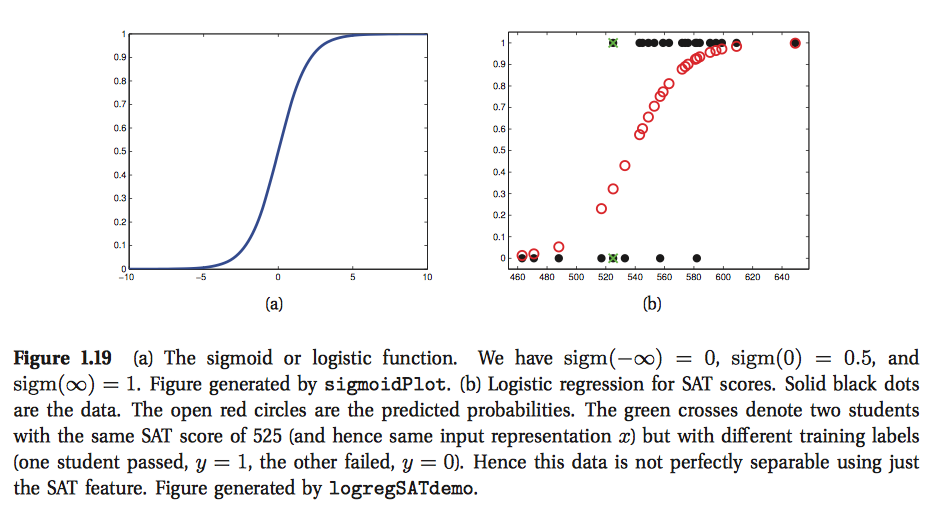 1
0.9
0.8
0.7
0.6
0.5
0.4
0.3
0.2
0.1
0
−10 −5 0 5 10
(a)
1
0.9
0.8
0.7
0.6
0.5
0.4
0.3
0.2
0.1
0
460 480 500 520 540 560 580 600 620 640
(b)
Figure 1.19 (a) The sigmoid or logistic function. We have sigm(−∞) = 0, sigm(0) = 0.5, and
sigm(∞) = 1. Figure generated by sigmoidPlot. (b) Logistic regression for SAT scores. Solid black dots
are the data. The open red circles are the predicted probabilities. The green crosses denote two students
with the same SAT score of 525 (and hence same input representation x) but with different training labels
(one student passed, y = 1, the other failed, y = 0). Hence this data is not perfectly separable using just
the SAT feature. Figure generated by logregSATdemo.